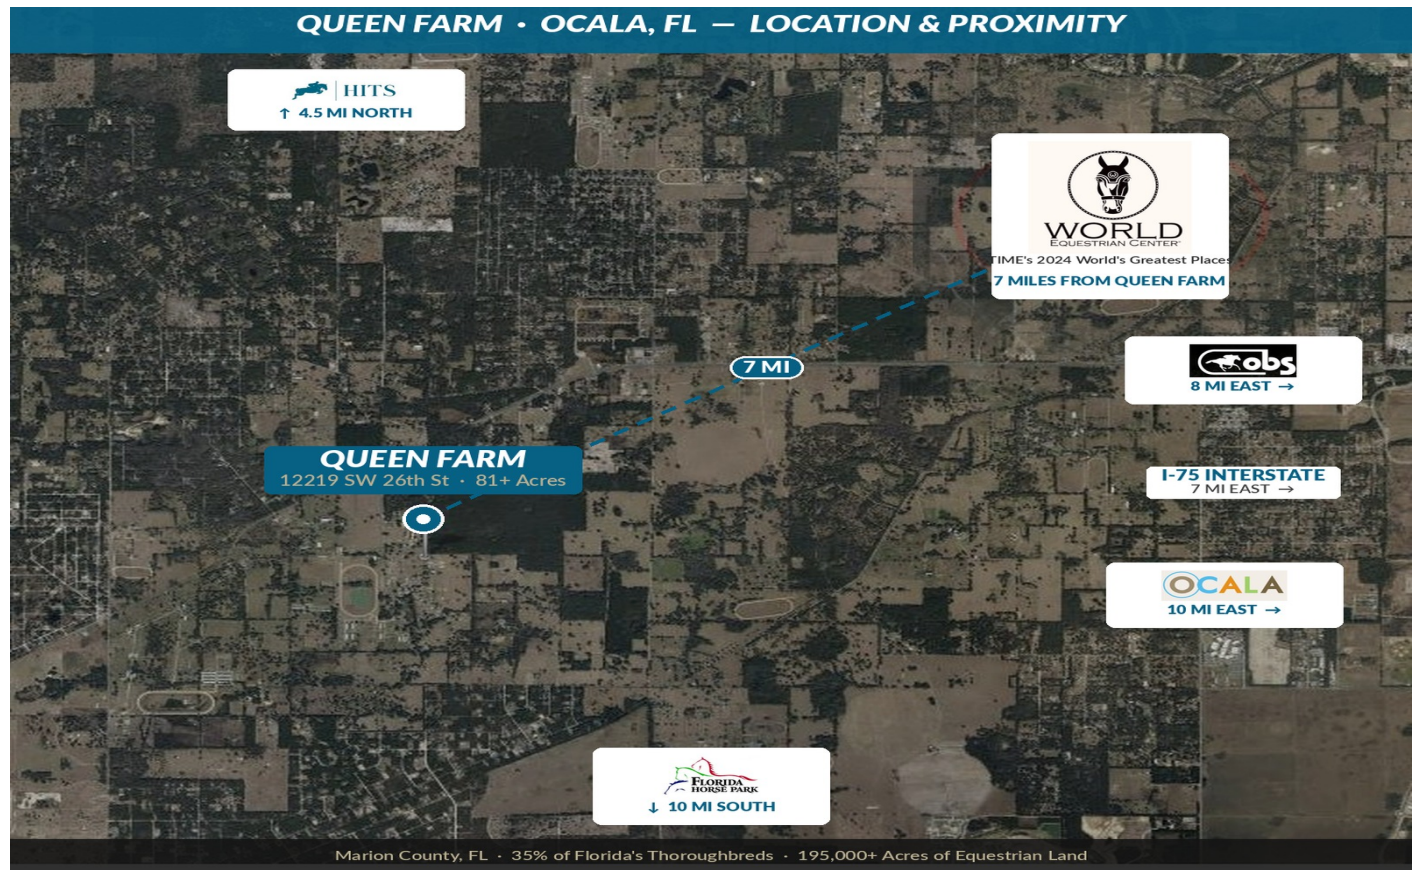 QUEEN FARM • OCALA, FL — LOCATION & PROXIMITY
HITS
↑ 4.5 MI NORTH
WORLD
EQUESTRIAN CENTER
TIME's 2024 World's Greatest Places
7 MILES FROM QUEEN FARM
7 MI
obs
8 MI EAST →
QUEEN FARM
12219 SW 26th St · 81+ Acres
I-75 INTERSTATE
7 MI EAST →
OCALA
10 MI EAST →
FLORIDA
HORSE PARK
↓ 10 MI SOUTH
Marion County, FL · 35% of Florida's Thoroughbreds · 195,000+ Acres of Equestrian Land